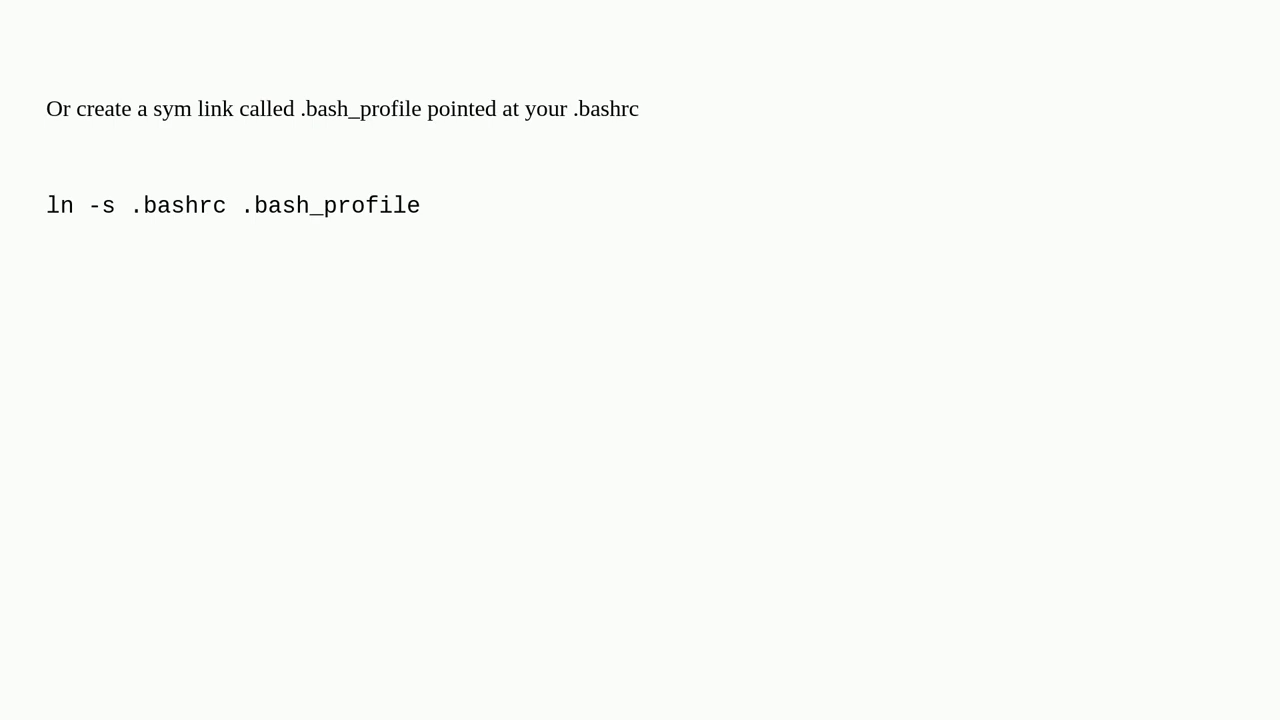 Or create a sym link called .bash_profile pointed at your .bashrc
ln -s .bashrc .bash_profile